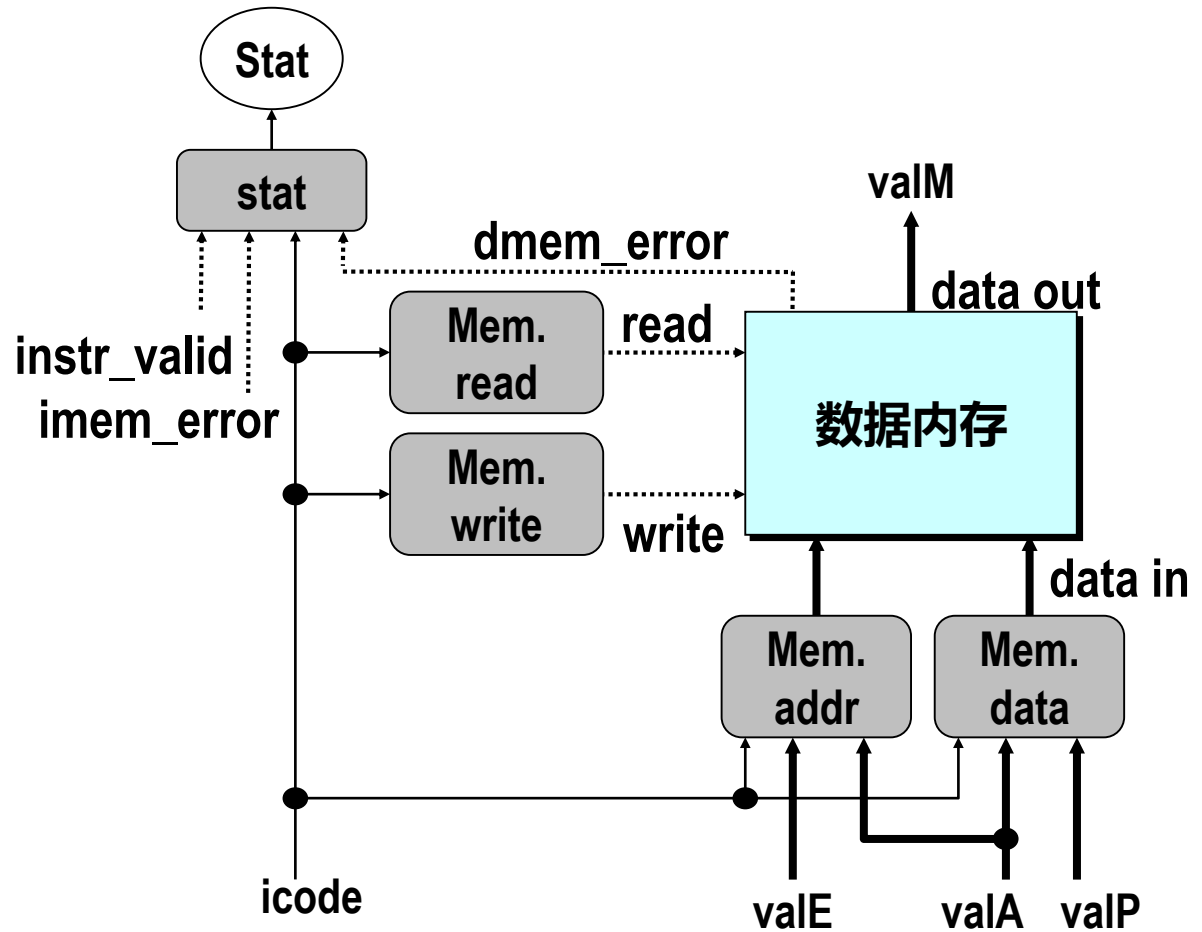 Stat
stat
valM
dmem_error
data out
Mem.
read
read
instr_valid
imem_error
数据内存
Mem.
write
write
data in
Mem.
addr
Mem.
data
icode
valE
valA
valP